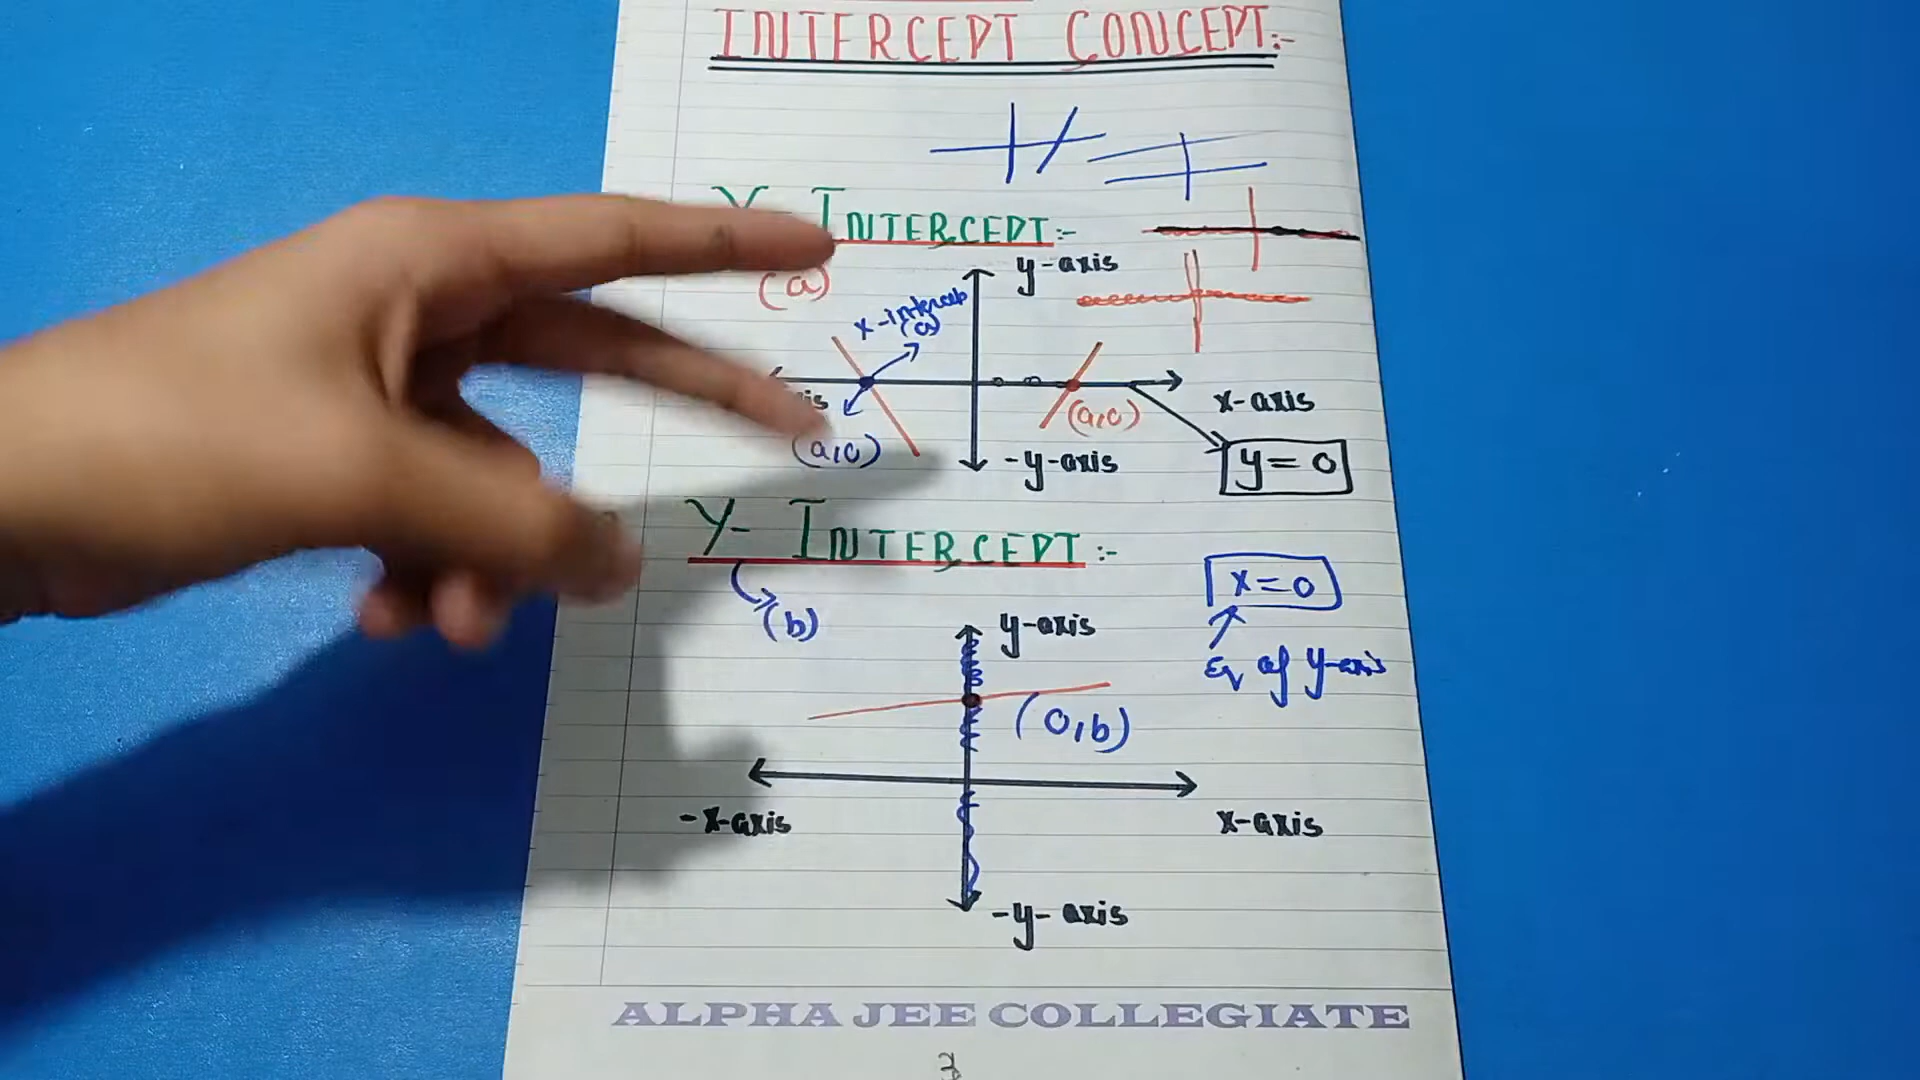 INTERCEPT CONCEPT:-
INTERCEPT:-
(a)
y-axis
x-intercept
(a)
x-axis
(a,0)
(a,0)
-y-axis
y=0
Y-INTERCEPT:-
(b)
x=0
Eq of y-axis
y-axis
(0,b)
-x-axis
x-axis
-y-axis
ALPHA JEE COLLEGIATE